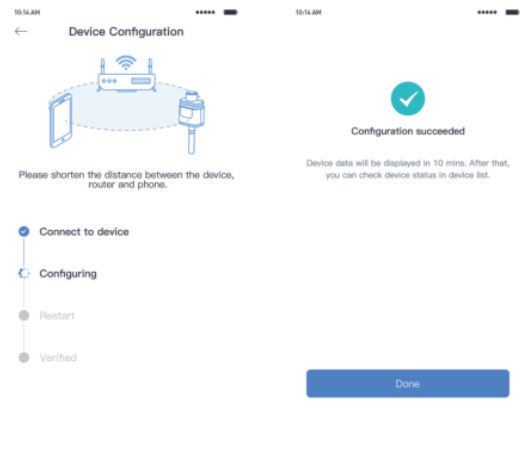 10:14 AM
Device Configuration
Please shorten the distance between the device,
router and phone.
Connect to device
Configuring
Restart
Verified
10:14 AM
Configuration succeeded
Device data will be displayed in 10 mins. After that,
you can check device status in device list.
Done